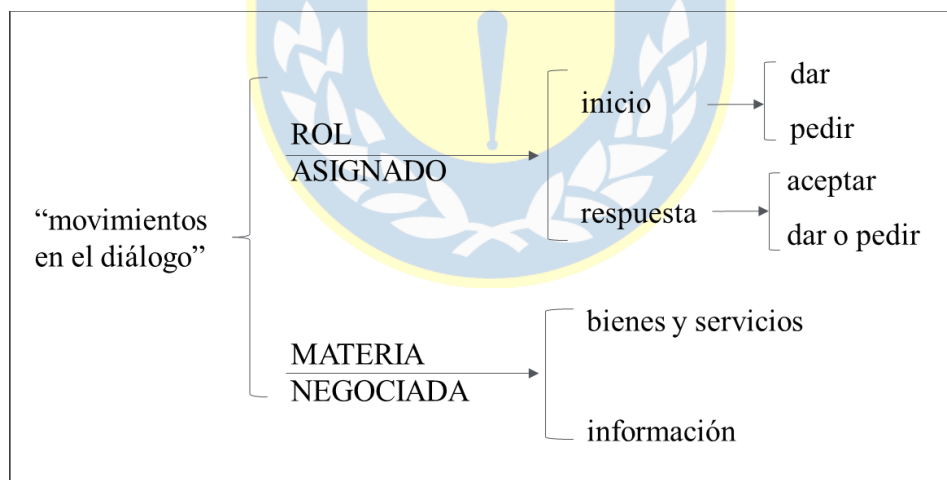 dar
inicio
pedir
ROL
ASIGNADO
aceptar
respuesta
dar o pedir
“movimientos
en el diálogo”
bienes y servicios
MATERIA
NEGOCIADA
información